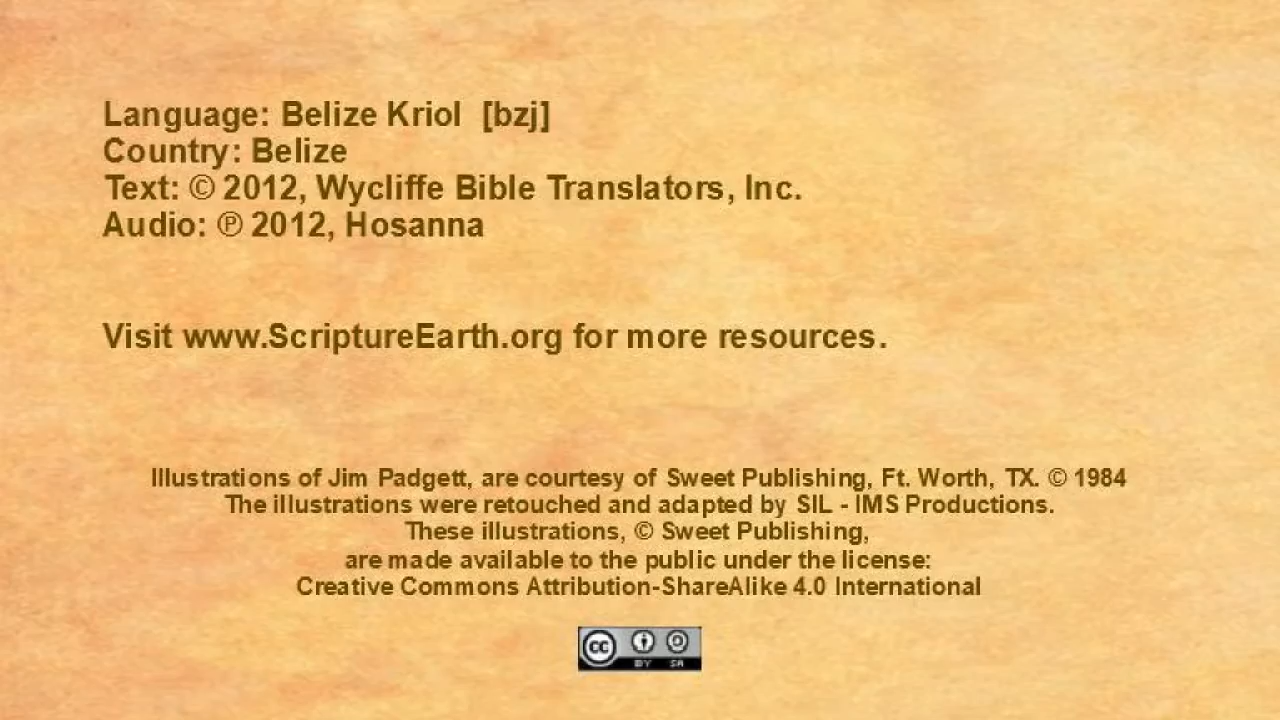 Language: Belize Kriol [bzj]
Country: Belize
Text: © 2012, Wycliffe Bible Translators, Inc.
Audio: ℗ 2012, Hosanna
Visit www.ScriptureEarth.org for more resources.
Illustrations of Jim Padgett, are courtesy of Sweet Publishing, Ft. Worth, TX. © 1984
The illustrations were retouched and adapted by SIL - IMS Productions.
These illustrations, © Sweet Publishing,
are made available to the public under the license:
Creative Commons Attribution-ShareAlike 4.0 International
cc BY SA